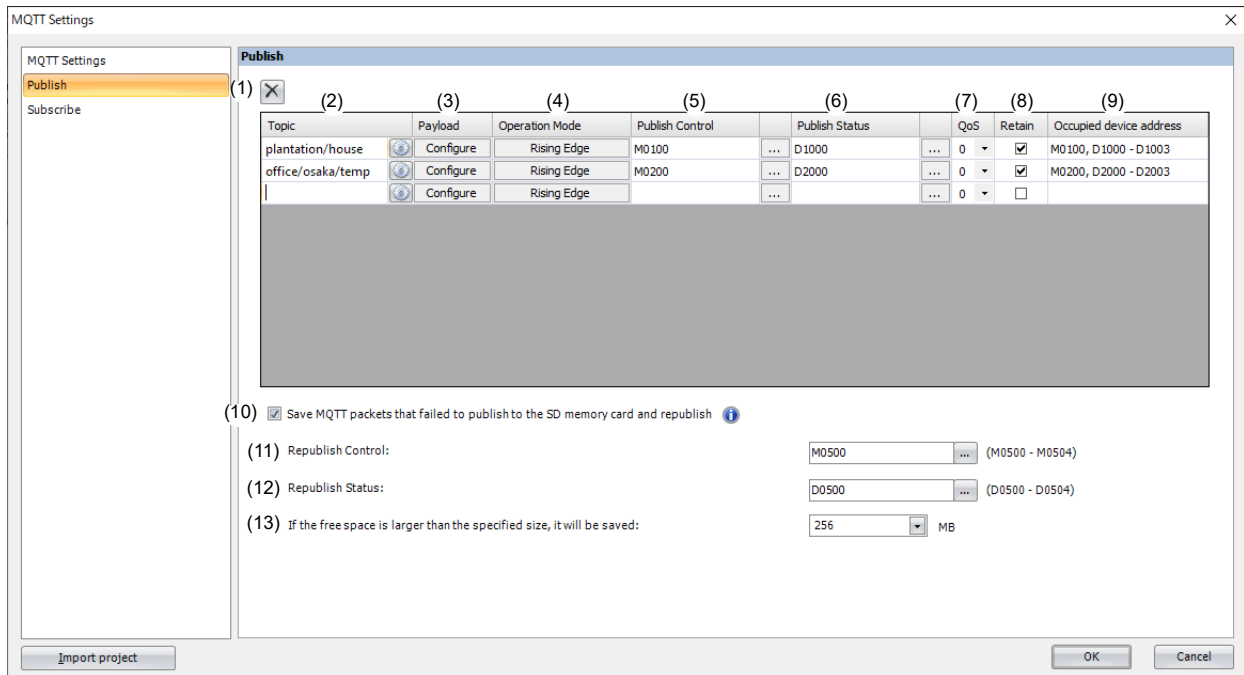 MQTT Settings
MQTT Settings
Publish
Subscribe
Publish
(1)
(2) (3) (4) (5) (6) (7) (8) (9)
Topic Payload Operation Mode Publish Control Publish Status QoS Retain Occupied device address
plantation/house Configure Rising Edge M0100 ... D1000 ... 0 M0100, D1000 - D1003
office/osaka/temp Configure Rising Edge M0200 ... D2000 ... 0 M0200, D2000 - D2003
Configure Rising Edge ... ... 0
(10) Save MQTT packets that failed to publish to the SD memory card and republish
(11) Republish Control: M0500 ... (M0500 - M0504)
(12) Republish Status: D0500 ... (D0500 - D0504)
(13) If the free space is larger than the specified size, it will be saved: 256 MB
Import project OK Cancel